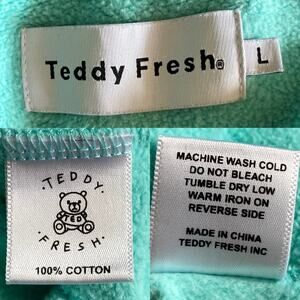 Teddy Fresh®
L
TEDDY
TEDDY
FRESH
100% COTTON
MACHINE WASH COLD
DO NOT BLEACH
TUMBLE DRY LOW
WARM IRON ON
REVERSE SIDE
MADE IN CHINA
TEDDY FRESH INC